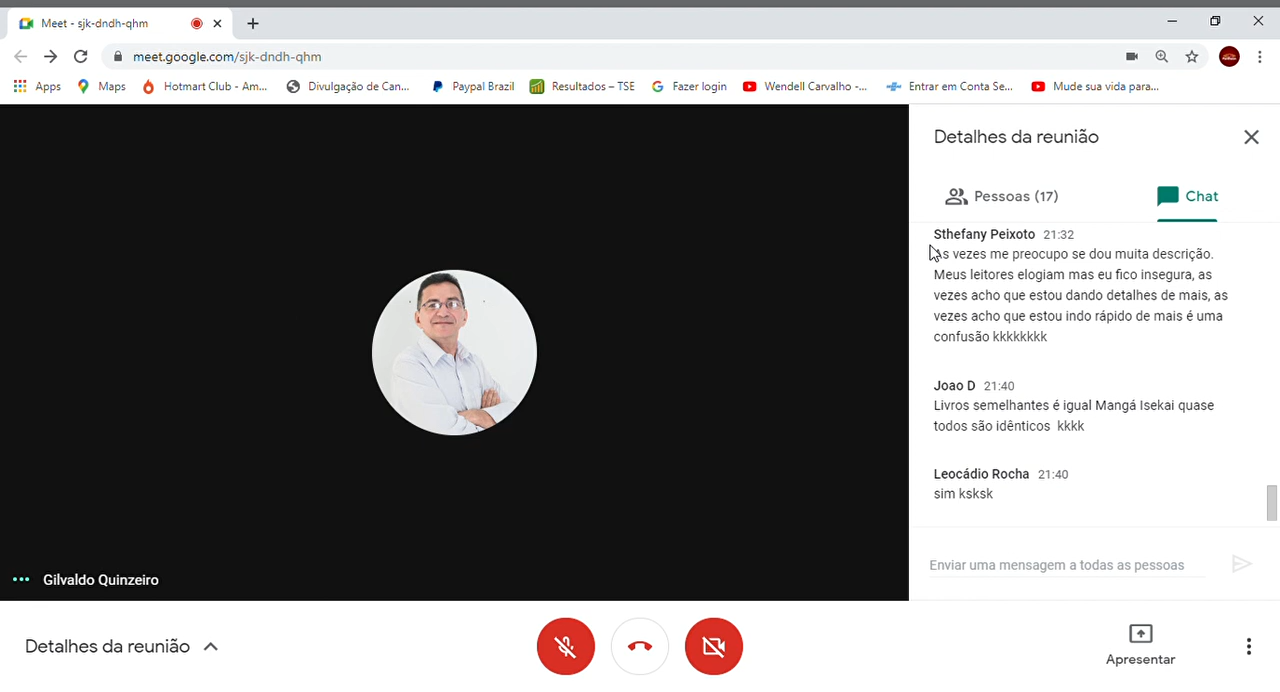 Meet - sjk-dndh-qhm
meet.google.com/sjk-dndh-qhm
Apps Maps Hotmart Club - Am... Divulgação de Can... Paypal Brazil Resultados – TSE Fazer login Wendell Carvalho -... Entrar em Conta Se... Mude sua vida para...
Detalhes da reunião
Pessoas (17) Chat
Sthefany Peixoto 21:32
As vezes me preocupo se dou muita descrição.
Meus leitores elogiam mas eu fico insegura, as
vezes acho que estou dando detalhes de mais, as
vezes acho que estou indo rápido de mais é uma
confusão kkkkkkkk
Joao D 21:40
Livros semelhantes é igual Mangá Isekai quase
todos são idênticos kkkk
Leocádio Rocha 21:40
sim ksksk
Enviar uma mensagem a todas as pessoas
Gilvaldo Quinzeiro
Detalhes da reunião
Apresentar